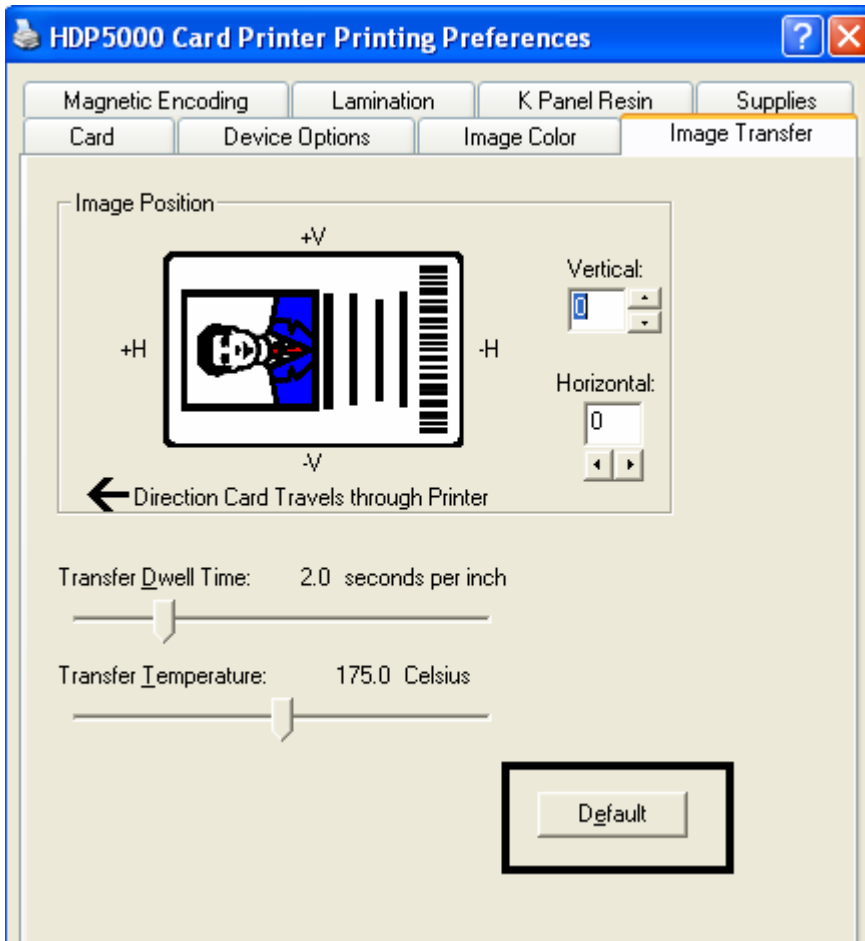 HDP5000 Card Printer Printing Preferences
?
Magnetic Encoding Lamination K Panel Resin Supplies
Card Device Options Image Color Image Transfer
Image Position
+V
Vertical:
0
+H -H
Horizontal:
0
-V
Direction Card Travels through Printer
Transfer Dwell Time: 2.0 seconds per inch
Transfer Temperature: 175.0 Celsius
Default